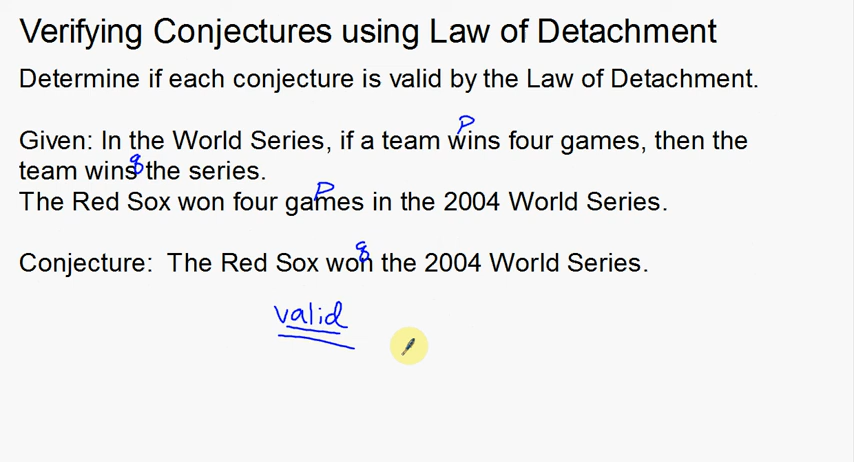 Verifying Conjectures using Law of Detachment
Determine if each conjecture is valid by the Law of Detachment.
P
Given: In the World Series, if a team wins four games, then the
q
team wins the series.
P
The Red Sox won four games in the 2004 World Series.
q
Conjecture: The Red Sox won the 2004 World Series.
valid